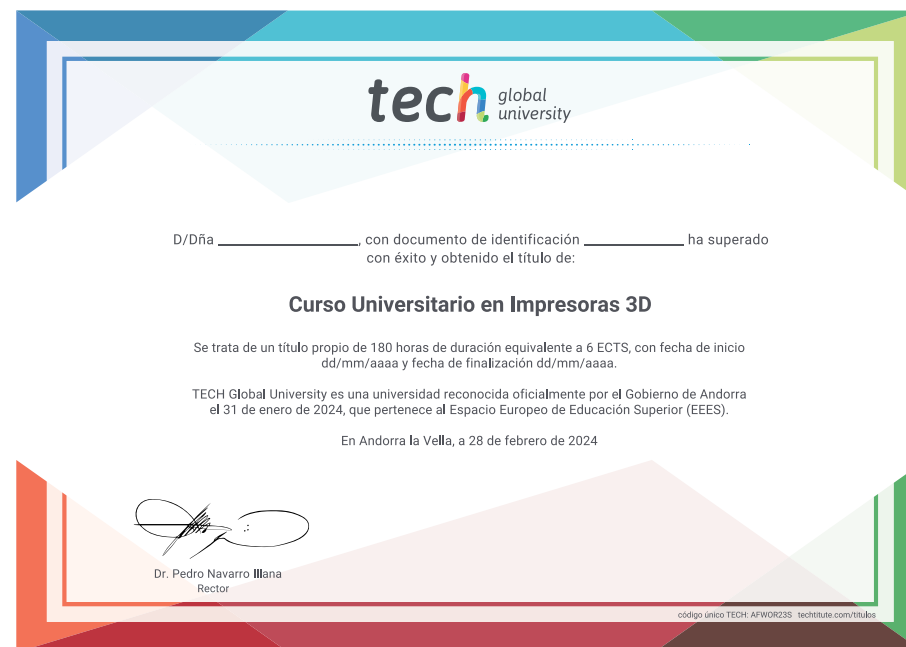 tech global
university
D/Dña ____________________, con documento de identificación ______________ ha superado
con éxito y obtenido el título de:
Curso Universitario en Impresoras 3D
Se trata de un título propio de 180 horas de duración equivalente a 6 ECTS, con fecha de inicio
dd/mm/aaaa y fecha de finalización dd/mm/aaaa.
TECH Global University es una universidad reconocida oficialmente por el Gobierno de Andorra
el 31 de enero de 2024, que pertenece al Espacio Europeo de Educación Superior (EEES).
En Andorra la Vella, a 28 de febrero de 2024
Dr. Pedro Navarro Illana
Rector
código único TECH: AFWOR23S techtitute.com/titulos